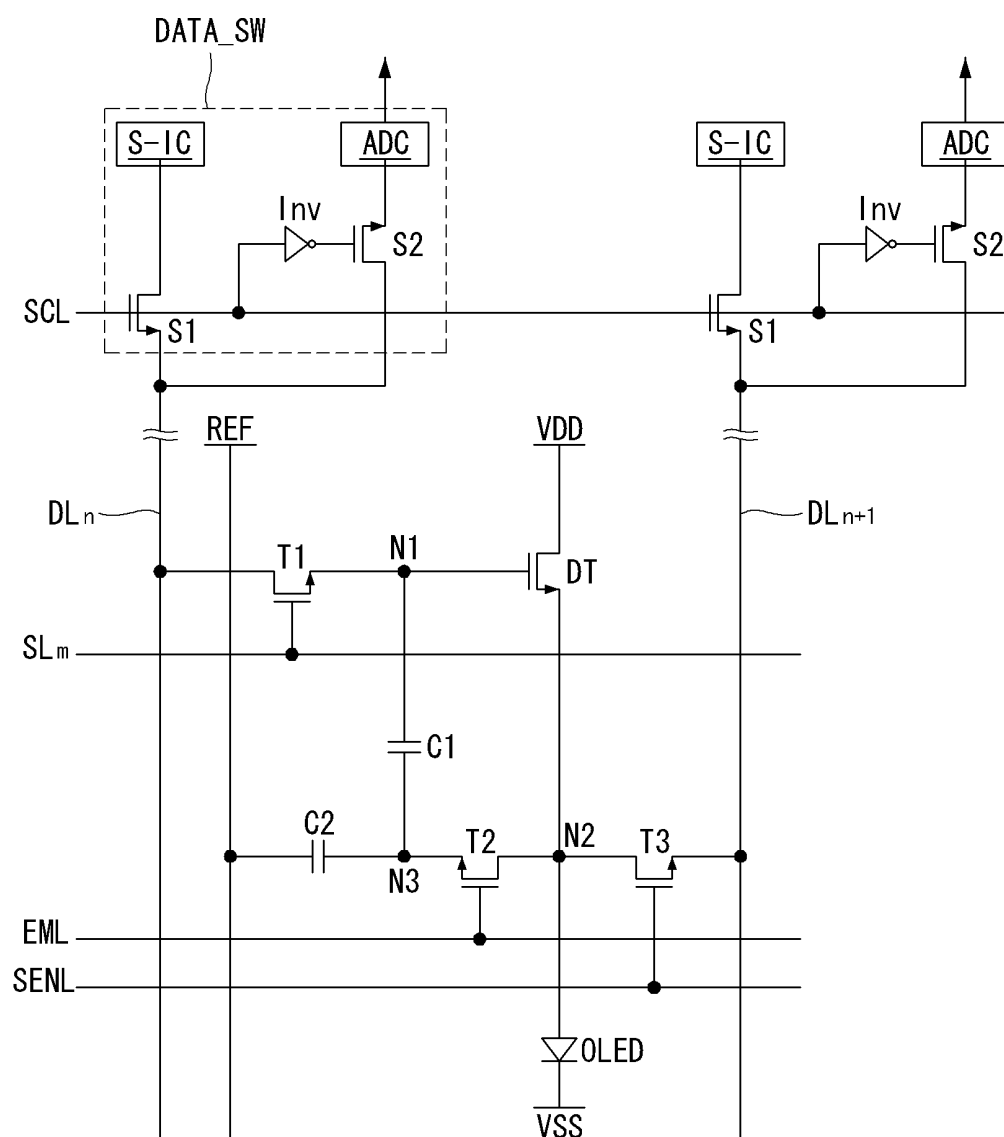 DATA_SW
S-IC
ADC
S-IC
ADC
Inv
S2
Inv
S2
SCL
S1
S1
REF
VDD
DLn
DLn+1
T1
N1
DT
SLm
C1
C2
N3
T2
N2
T3
EML
SENL
OLED
VSS